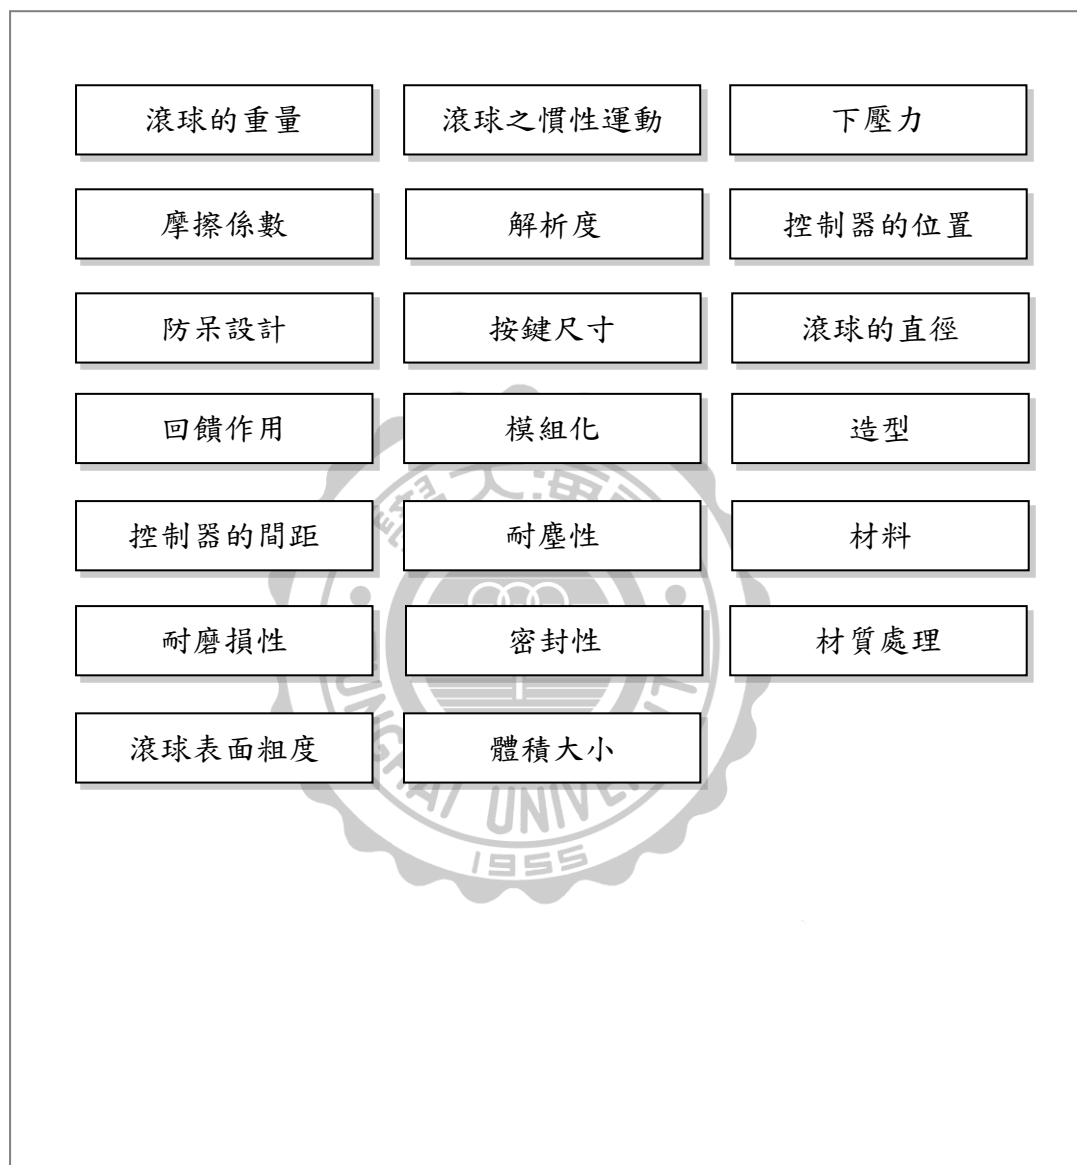 滾球的重量 滾球之慣性運動 下壓力
摩擦係數 解析度 控制器的位置
防呆設計 按鍵尺寸 滾球的直徑
回饋作用 模組化 造型
控制器的間距 耐塵性 材料
耐磨損性 密封性 材質處理
滾球表面粗度 體積大小
1955